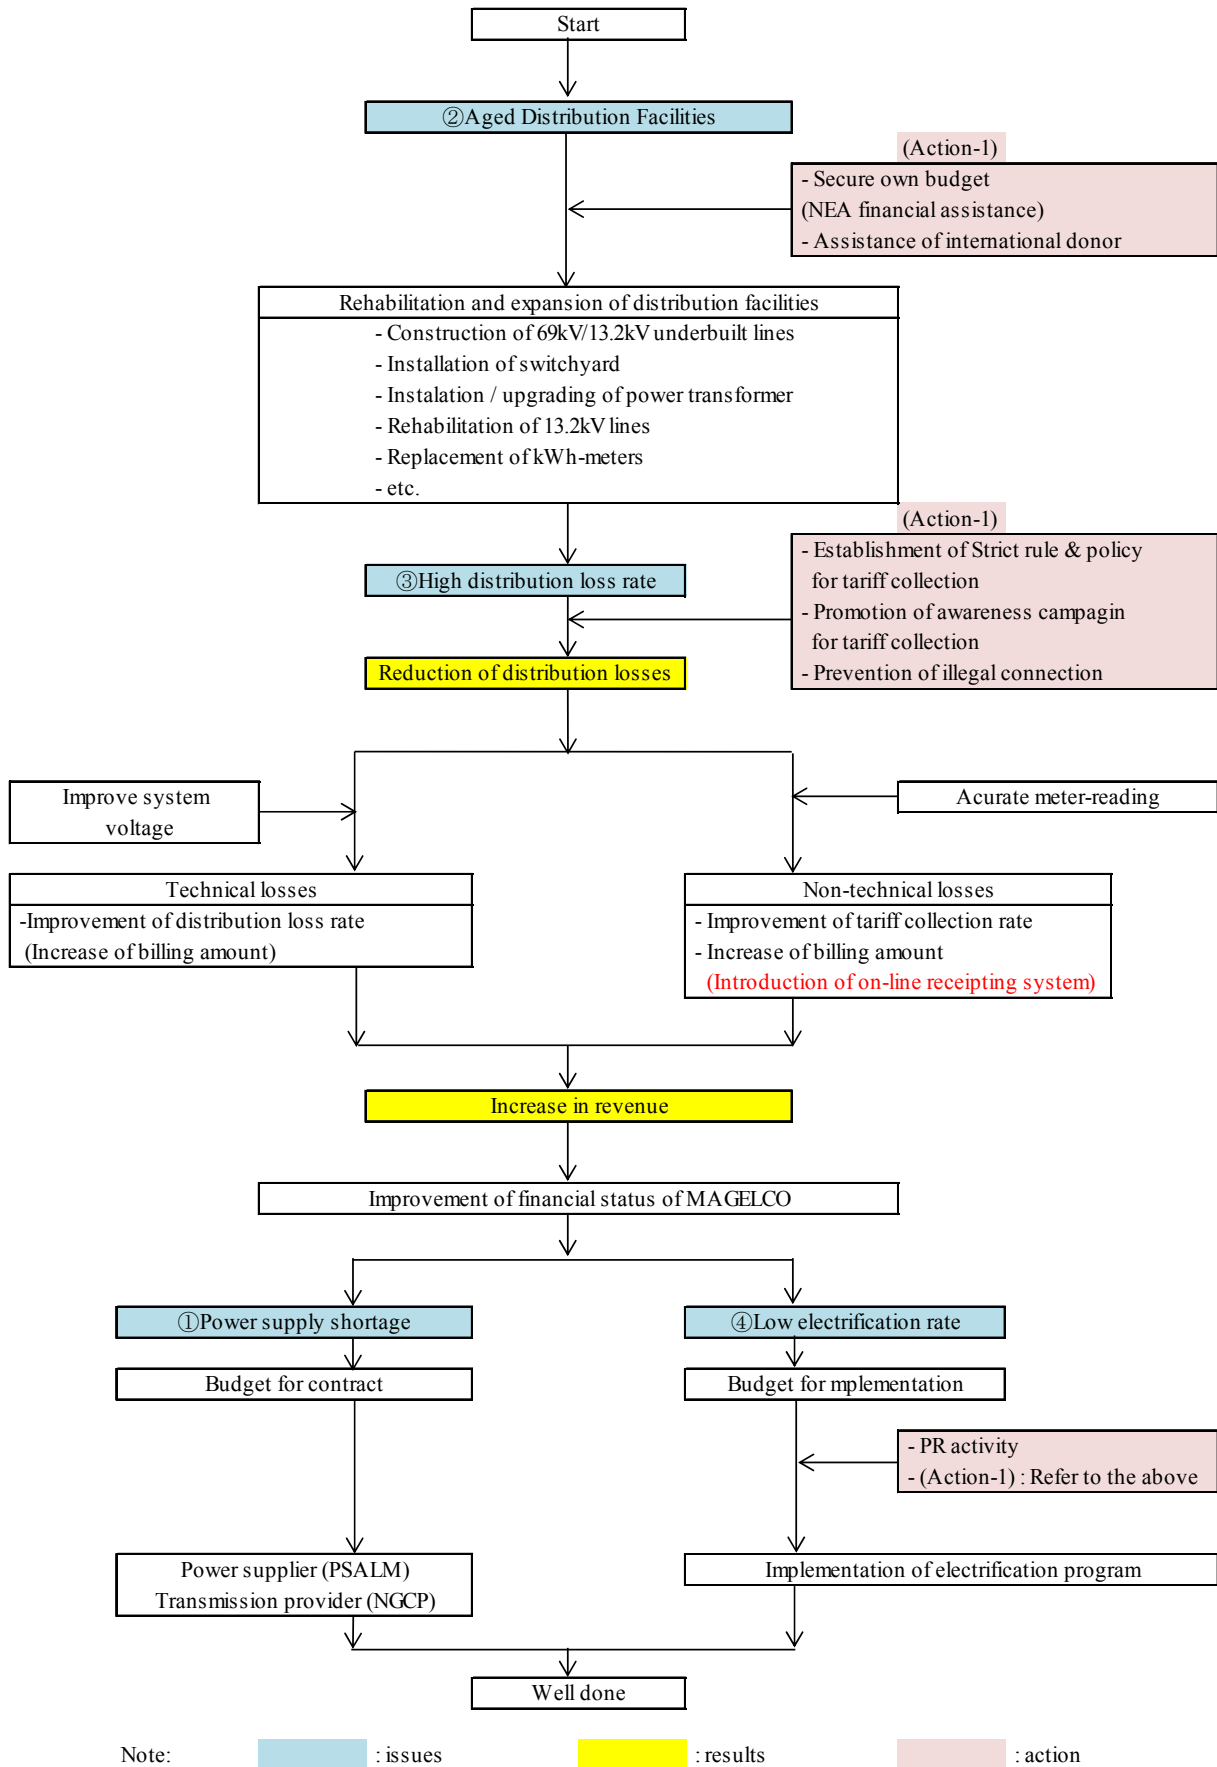 Start
②Aged Distribution Facilities
(Action-1)
- Secure own budget
(NEA financial assistance)
- Assistance of international donor
Rehabilitation and expansion of distribution facilities
- Construction of 69kV/13.2kV underbuilt lines
- Installation of switchyard
- Instalation / upgrading of power transformer
- Rehabilitation of 13.2kV lines
- Replacement of kWh-meters
- etc.
(Action-1)
- Establishment of Strict rule & policy
for tariff collection
- Promotion of awareness campagin
for tariff collection
- Prevention of illegal connection
③High distribution loss rate
Reduction of distribution losses
Improve system
voltage
Acurate meter-reading
Technical losses
-Improvement of distribution loss rate
(Increase of billing amount)
Non-technical losses
- Improvement of tariff collection rate
- Increase of billing amount
(Introduction of on-line receipting system)
Increase in revenue
Improvement of financial status of MAGELCO
①Power supply shortage
④Low electrification rate
Budget for contract
Budget for mplementation
- PR activity
- (Action-1) : Refer to the above
Power supplier (PSALM)
Transmission provider (NGCP)
Implementation of electrification program
Well done
Note: : issues : results : action